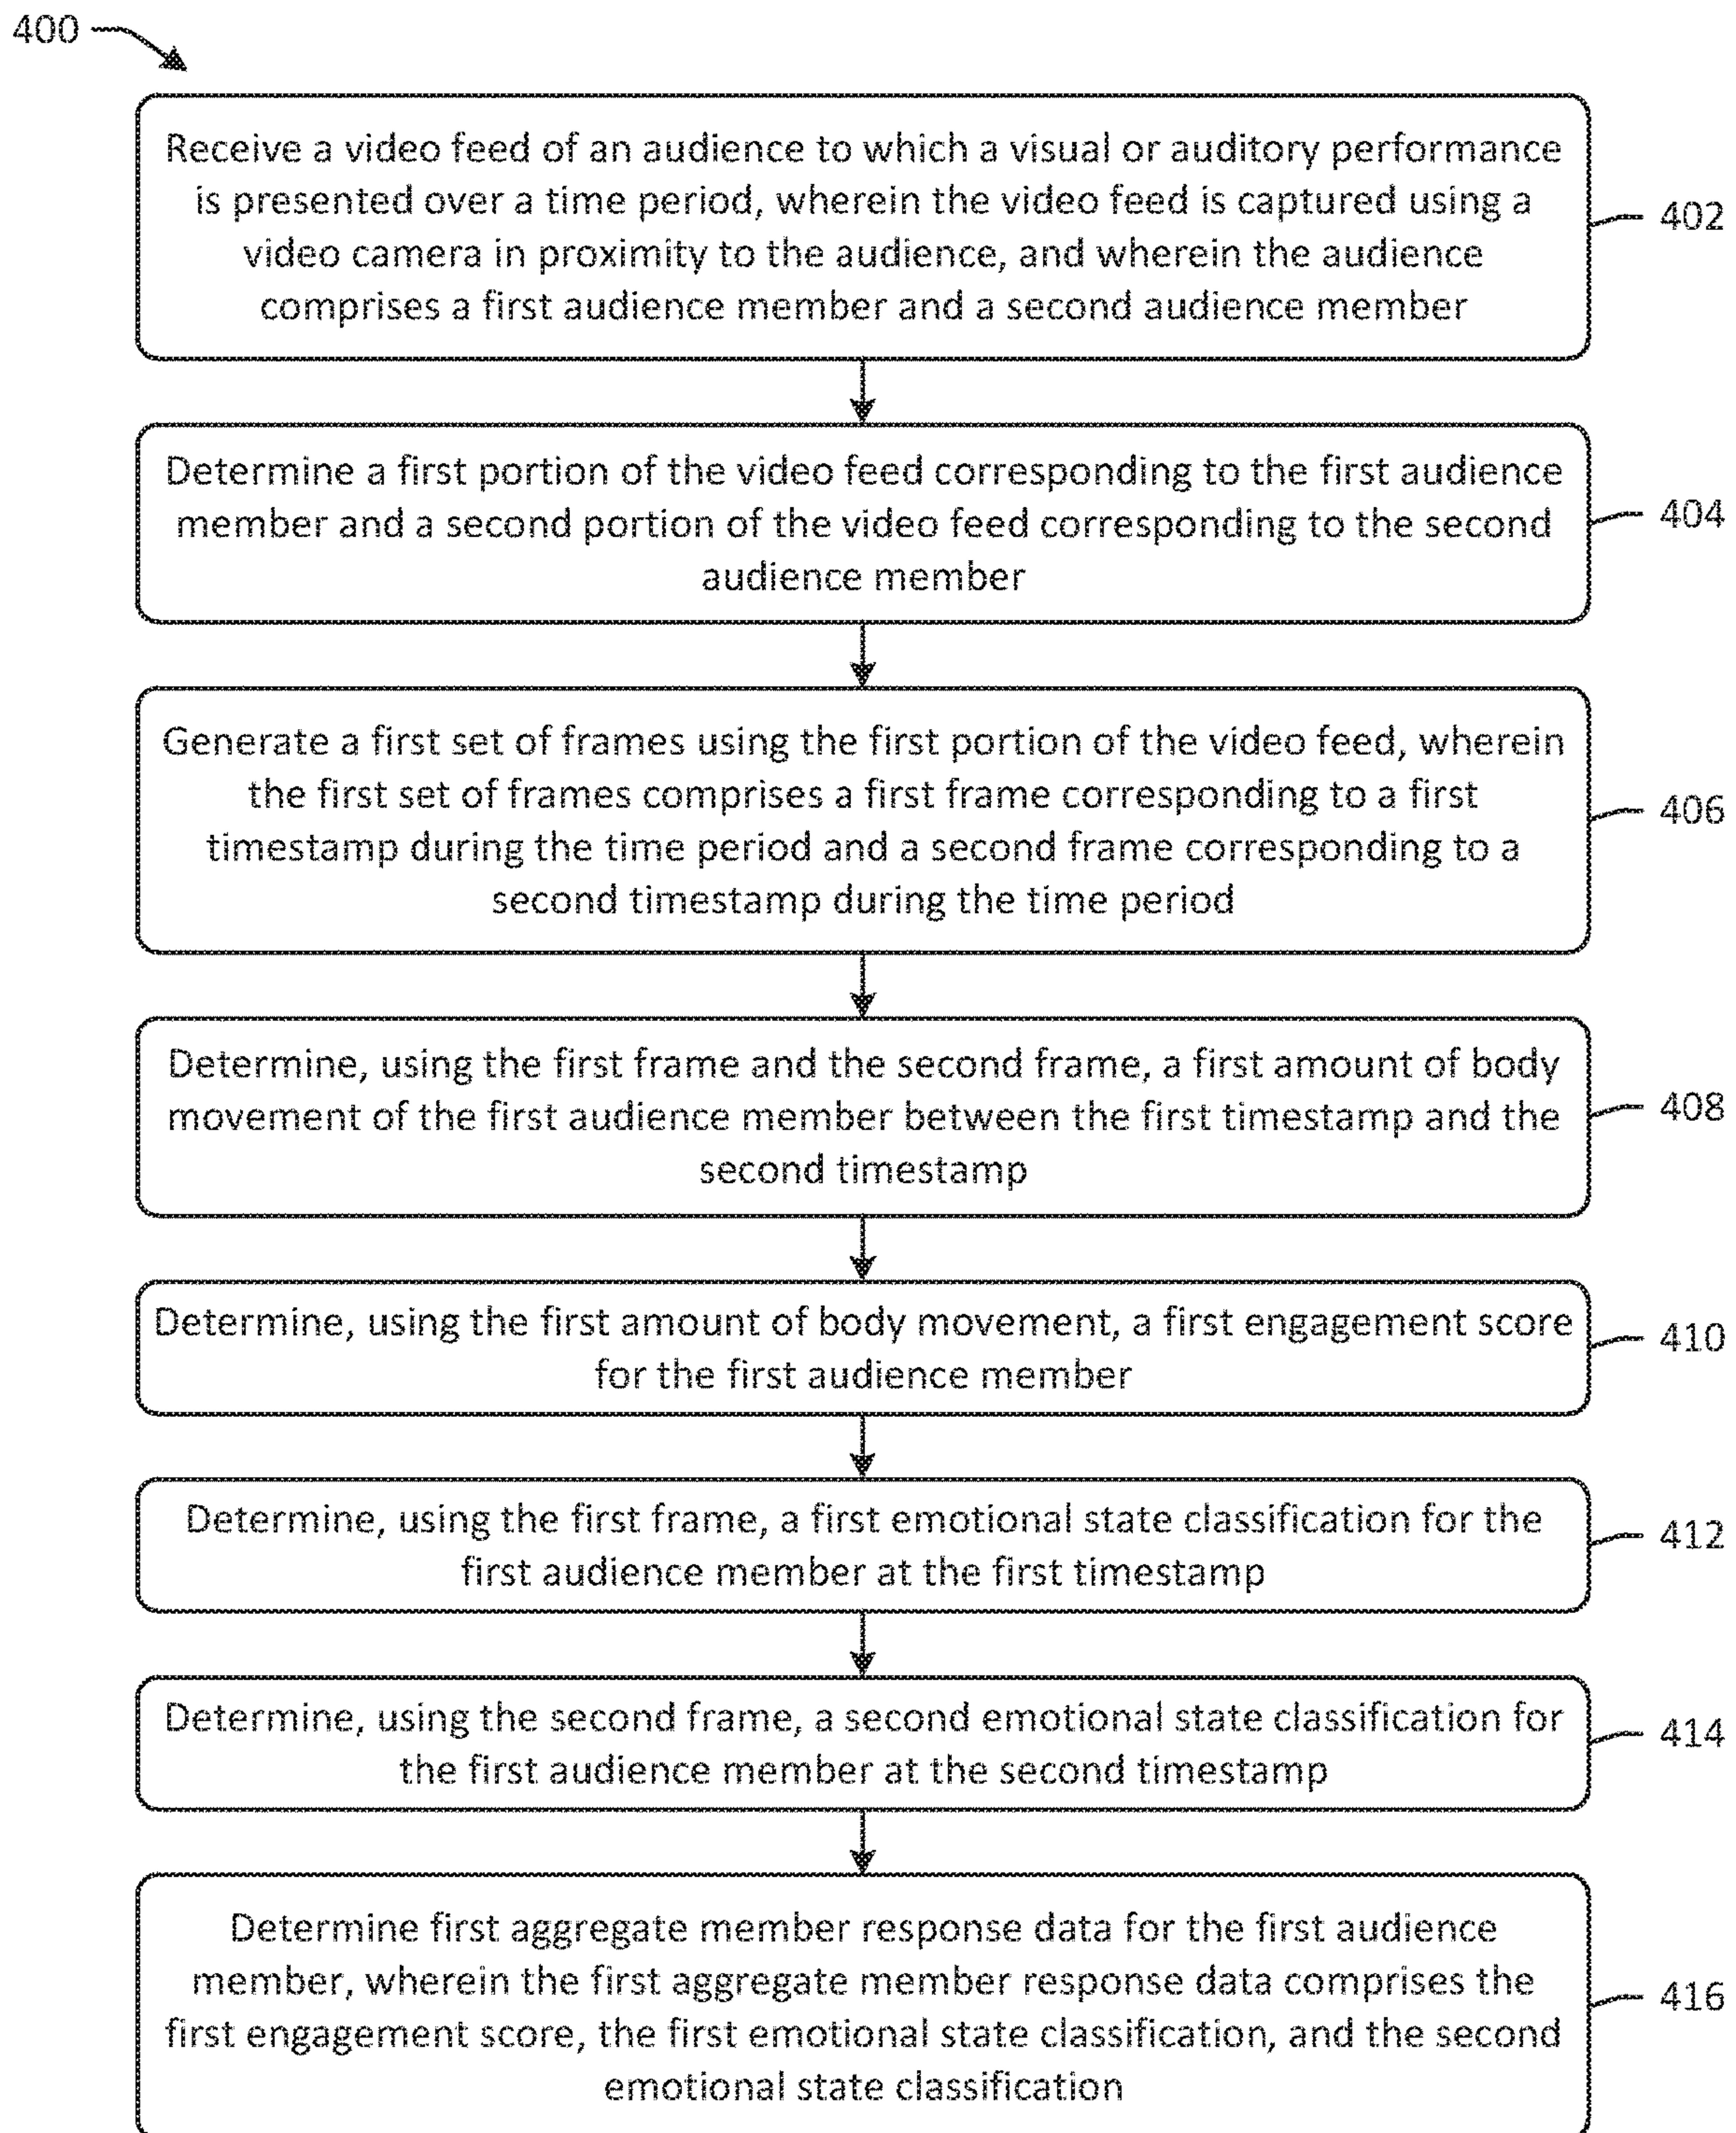 400
Receive a video feed of an audience to which a visual or auditory performance
is presented over a time period, wherein the video feed is captured using a
video camera in proximity to the audience, and wherein the audience
comprises a first audience member and a second audience member
402
Determine a first portion of the video feed corresponding to the first audience
member and a second portion of the video feed corresponding to the second
audience member
404
Generate a first set of frames using the first portion of the video feed, wherein
the first set of frames comprises a first frame corresponding to a first
timestamp during the time period and a second frame corresponding to a
second timestamp during the time period
406
Determine, using the first frame and the second frame, a first amount of body
movement of the first audience member between the first timestamp and the
second timestamp
408
Determine, using the first amount of body movement, a first engagement score
for the first audience member
410
Determine, using the first frame, a first emotional state classification for the
first audience member at the first timestamp
412
Determine, using the second frame, a second emotional state classification for
the first audience member at the second timestamp
414
Determine first aggregate member response data for the first audience
member, wherein the first aggregate member response data comprises the
first engagement score, the first emotional state classification, and the second
emotional state classification
416